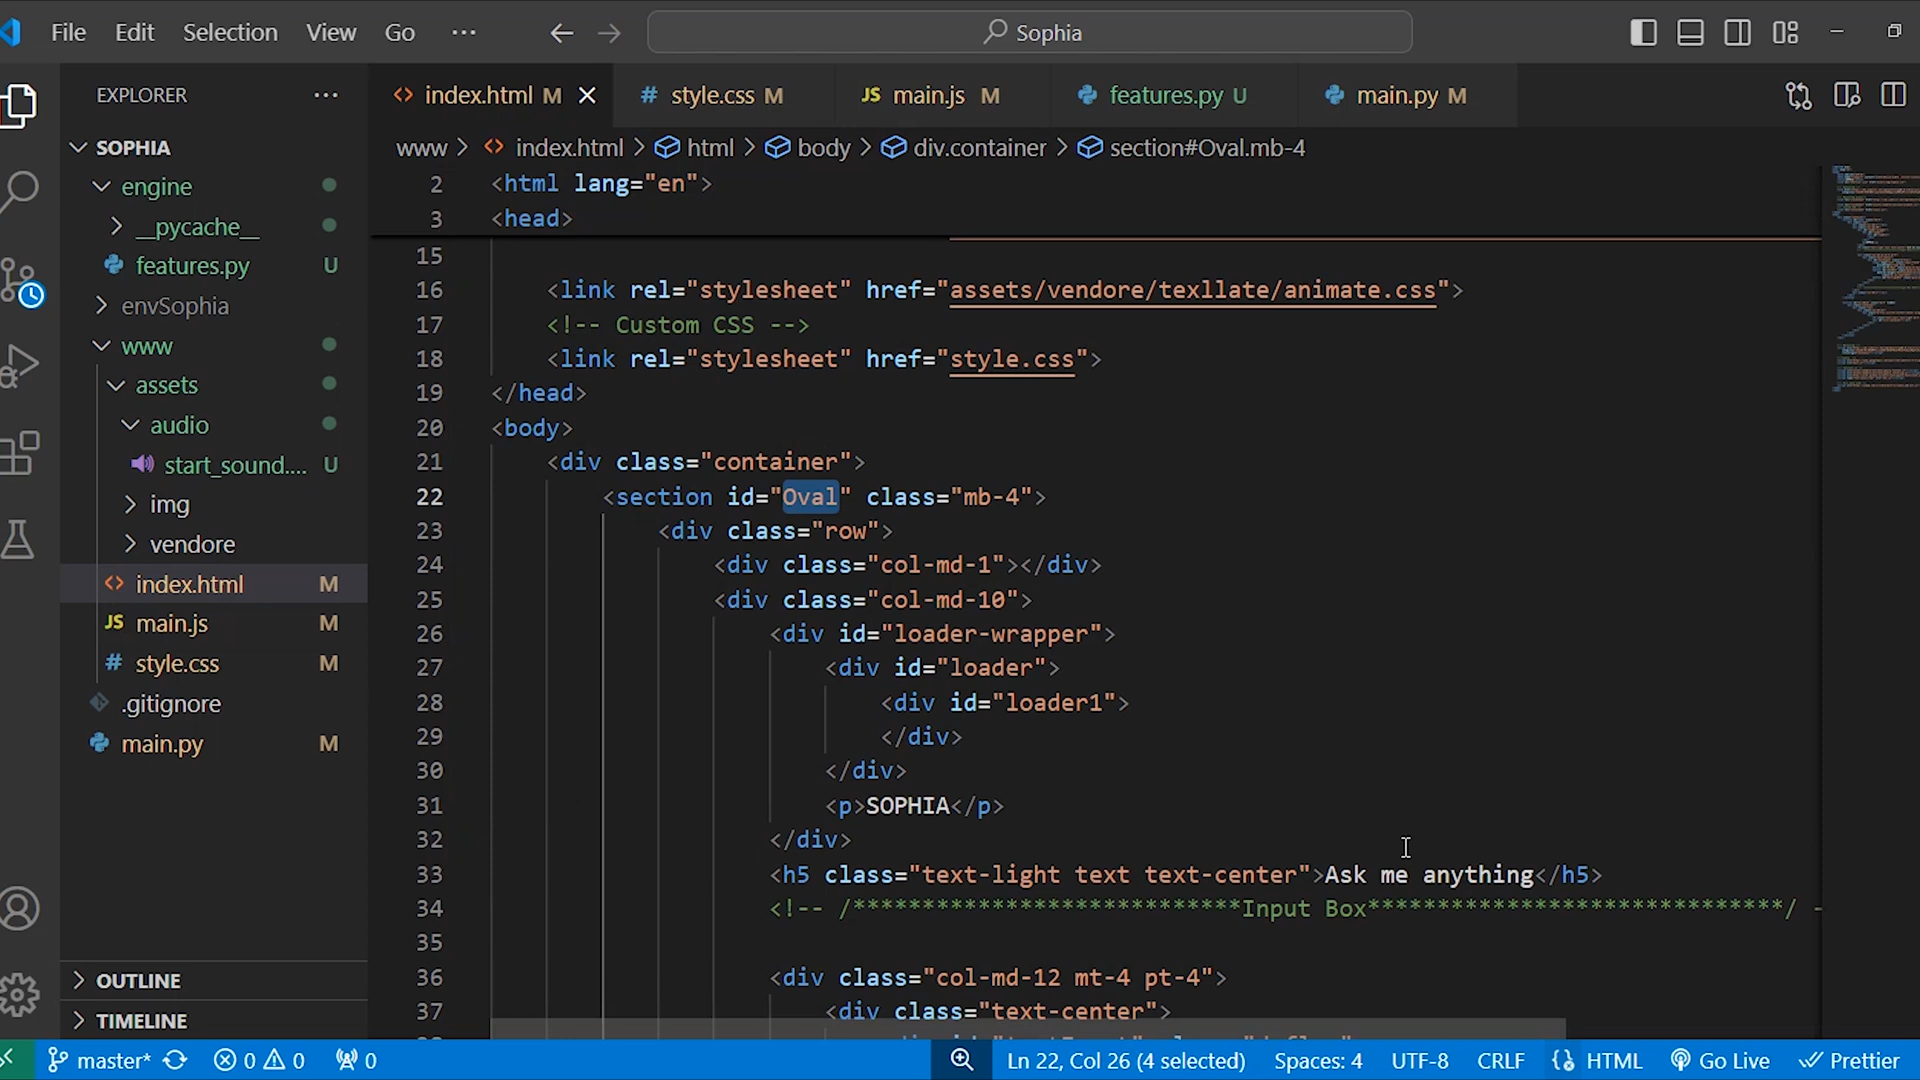 File Edit Selection View Go ··· Sophia
EXPLORER ···
index.html M
style.css M
main.js M
features.py U
main.py M
SOPHIA
engine
__pycache__
features.py U
envSophia
www
assets
audio
start_sound.... U
img
vendore
index.html M
main.js M
style.css M
.gitignore
main.py M
OUTLINE
TIMELINE
www > index.html > html > body > div.container > section#Oval.mb-4
2 <html lang="en">
3 <head>
15
16 <link rel="stylesheet" href="assets/vendore/texllate/animate.css">
17 <!-- Custom CSS -->
18 <link rel="stylesheet" href="style.css">
19 </head>
20 <body>
21 <div class="container">
22 <section id="Oval" class="mb-4">
23 <div class="row">
24 <div class="col-md-1"></div>
25 <div class="col-md-10">
26 <div id="loader-wrapper">
27 <div id="loader">
28 <div id="loader1">
29 </div>
30 </div>
31 <p>SOPHIA</p>
32 </div>
33 <h5 class="text-light text text-center">Ask me anything</h5>
34 <!-- /****************************Input Box******************************/ -
35
36 <div class="col-md-12 mt-4 pt-4">
37 <div class="text-center">
master* 0 0 0 Ln 22, Col 26 (4 selected) Spaces: 4 UTF-8 CRLF HTML Go Live Prettier